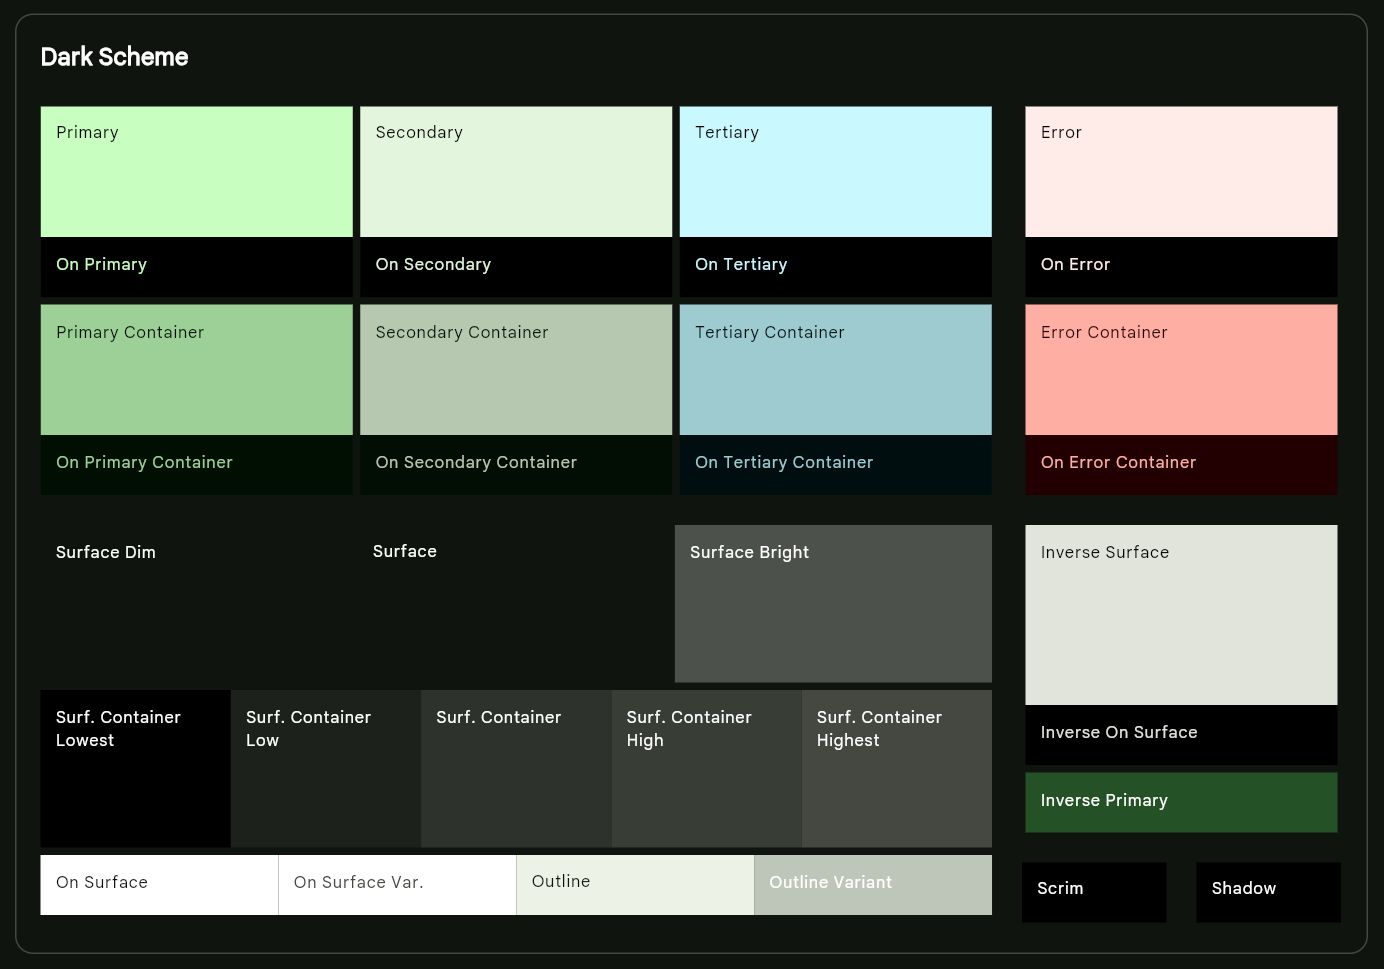 Dark Scheme
Primary
Secondary
Tertiary
Error
On Primary
On Secondary
On Tertiary
On Error
Primary Container
Secondary Container
Tertiary Container
Error Container
On Primary Container
On Secondary Container
On Tertiary Container
On Error Container
Surface Dim
Surface
Surface Bright
Inverse Surface
Surf. Container
Lowest
Surf. Container
Low
Surf. Container
Surf. Container
High
Surf. Container
Highest
Inverse On Surface
Inverse Primary
On Surface
On Surface Var.
Outline
Outline Variant
Scrim
Shadow